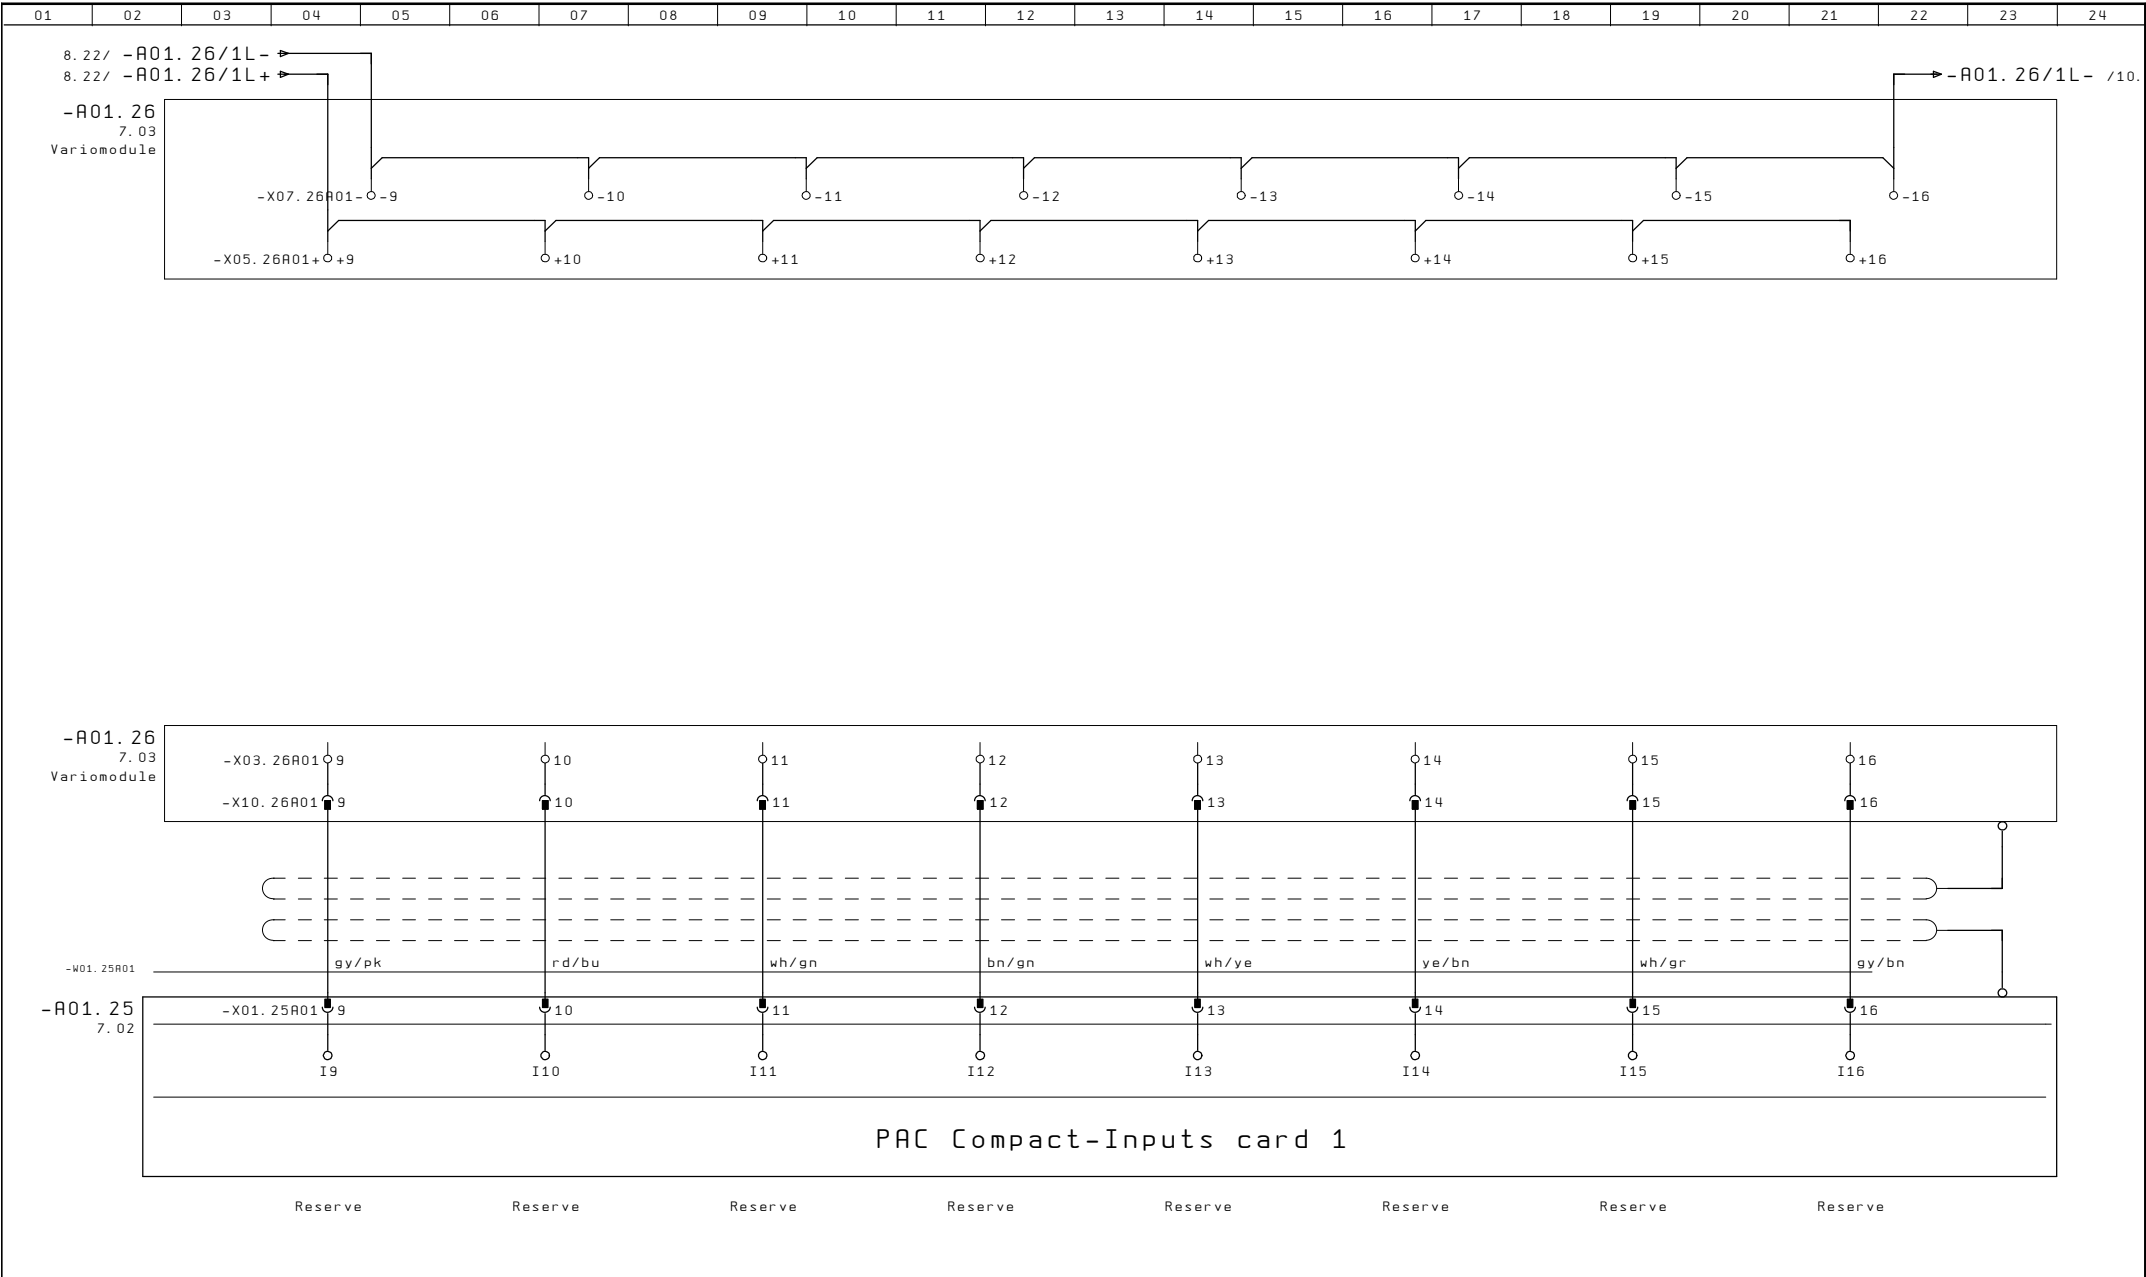 01 02 03 04 05 06 07 08 09 10 11 12 13 14 15 16 17 18 19 20 21 22 23 24
8.22/ -A01.26/1L-
8.22/ -A01.26/1L+
-A01.26/1L- /10.
-A01.26
7.03
Variomodule
-X07.26A01- -9 -10 -11 -12 -13 -14 -15 -16
-X05.26A01+ +9 +10 +11 +12 +13 +14 +15 +16
-A01.26
7.03
Variomodule
-X03.26A01 9 10 11 12 13 14 15 16
-X10.26A01 9 10 11 12 13 14 15 16
gy/pk rd/bu wh/gn bn/gn wh/ye ye/bn wh/gr gy/bn
-W01.25A01
-A01.25
7.02
-X01.25A01 9 10 11 12 13 14 15 16
I9 I10 I11 I12 I13 I14 I15 I16
PAC Compact-Inputs card 1
Reserve Reserve Reserve Reserve Reserve Reserve Reserve Reserve